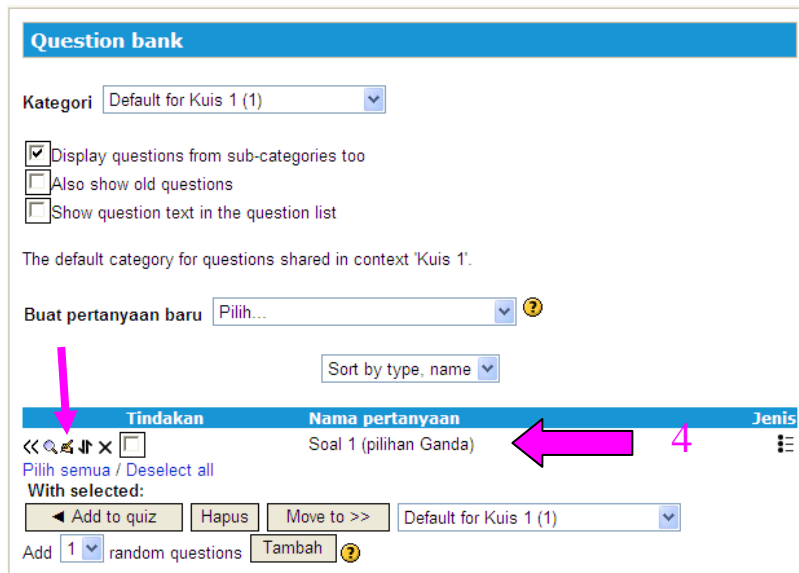 Question bank
Kategori Default for Kuis 1 (1)
Display questions from sub-categories too
Also show old questions
Show question text in the question list
The default category for questions shared in context 'Kuis 1'.
Buat pertanyaan baru Pilih... ?
Sort by type, name
Tindakan Nama pertanyaan Jenis
Soal 1 (pilihan Ganda) 4
Pilih semua / Deselect all
With selected:
◄ Add to quiz Hapus Move to >> Default for Kuis 1 (1)
Add 1 random questions Tambah ?